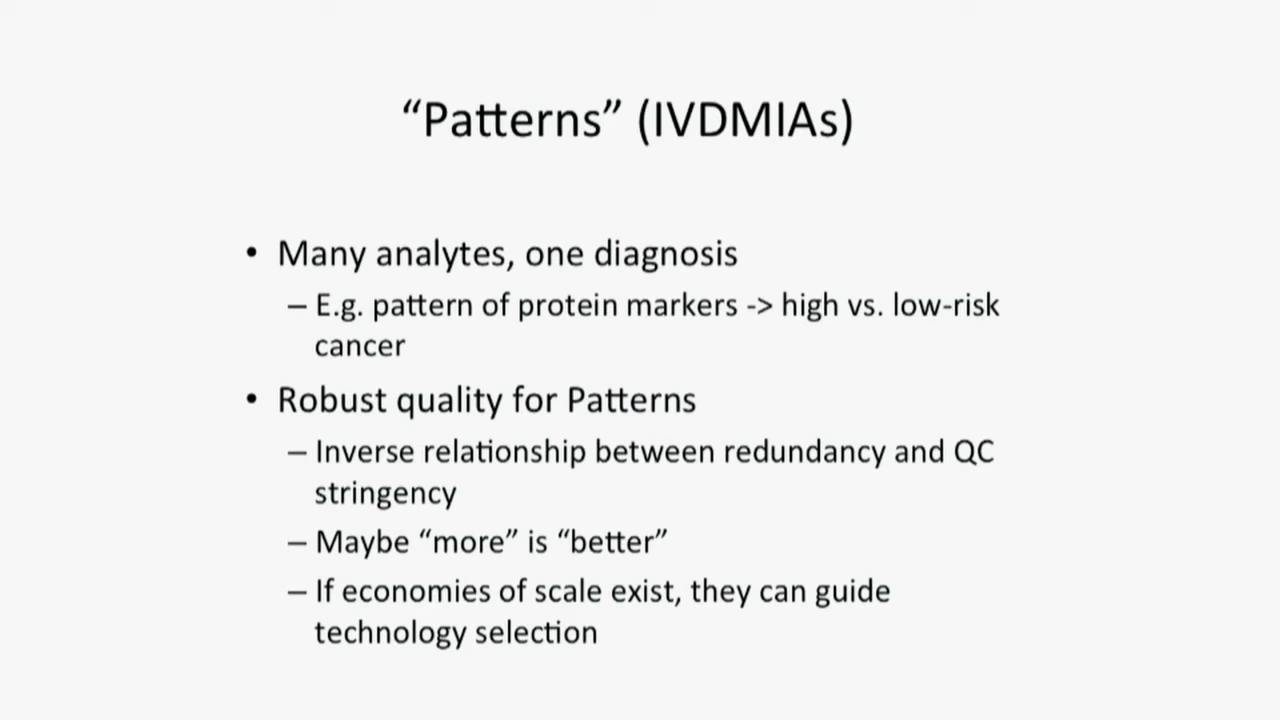 “Patterns” (IVDMIAs)
• Many analytes, one diagnosis
– E.g. pattern of protein markers -> high vs. low-risk
cancer
• Robust quality for Patterns
– Inverse relationship between redundancy and QC
stringency
– Maybe “more” is “better”
– If economies of scale exist, they can guide
technology selection